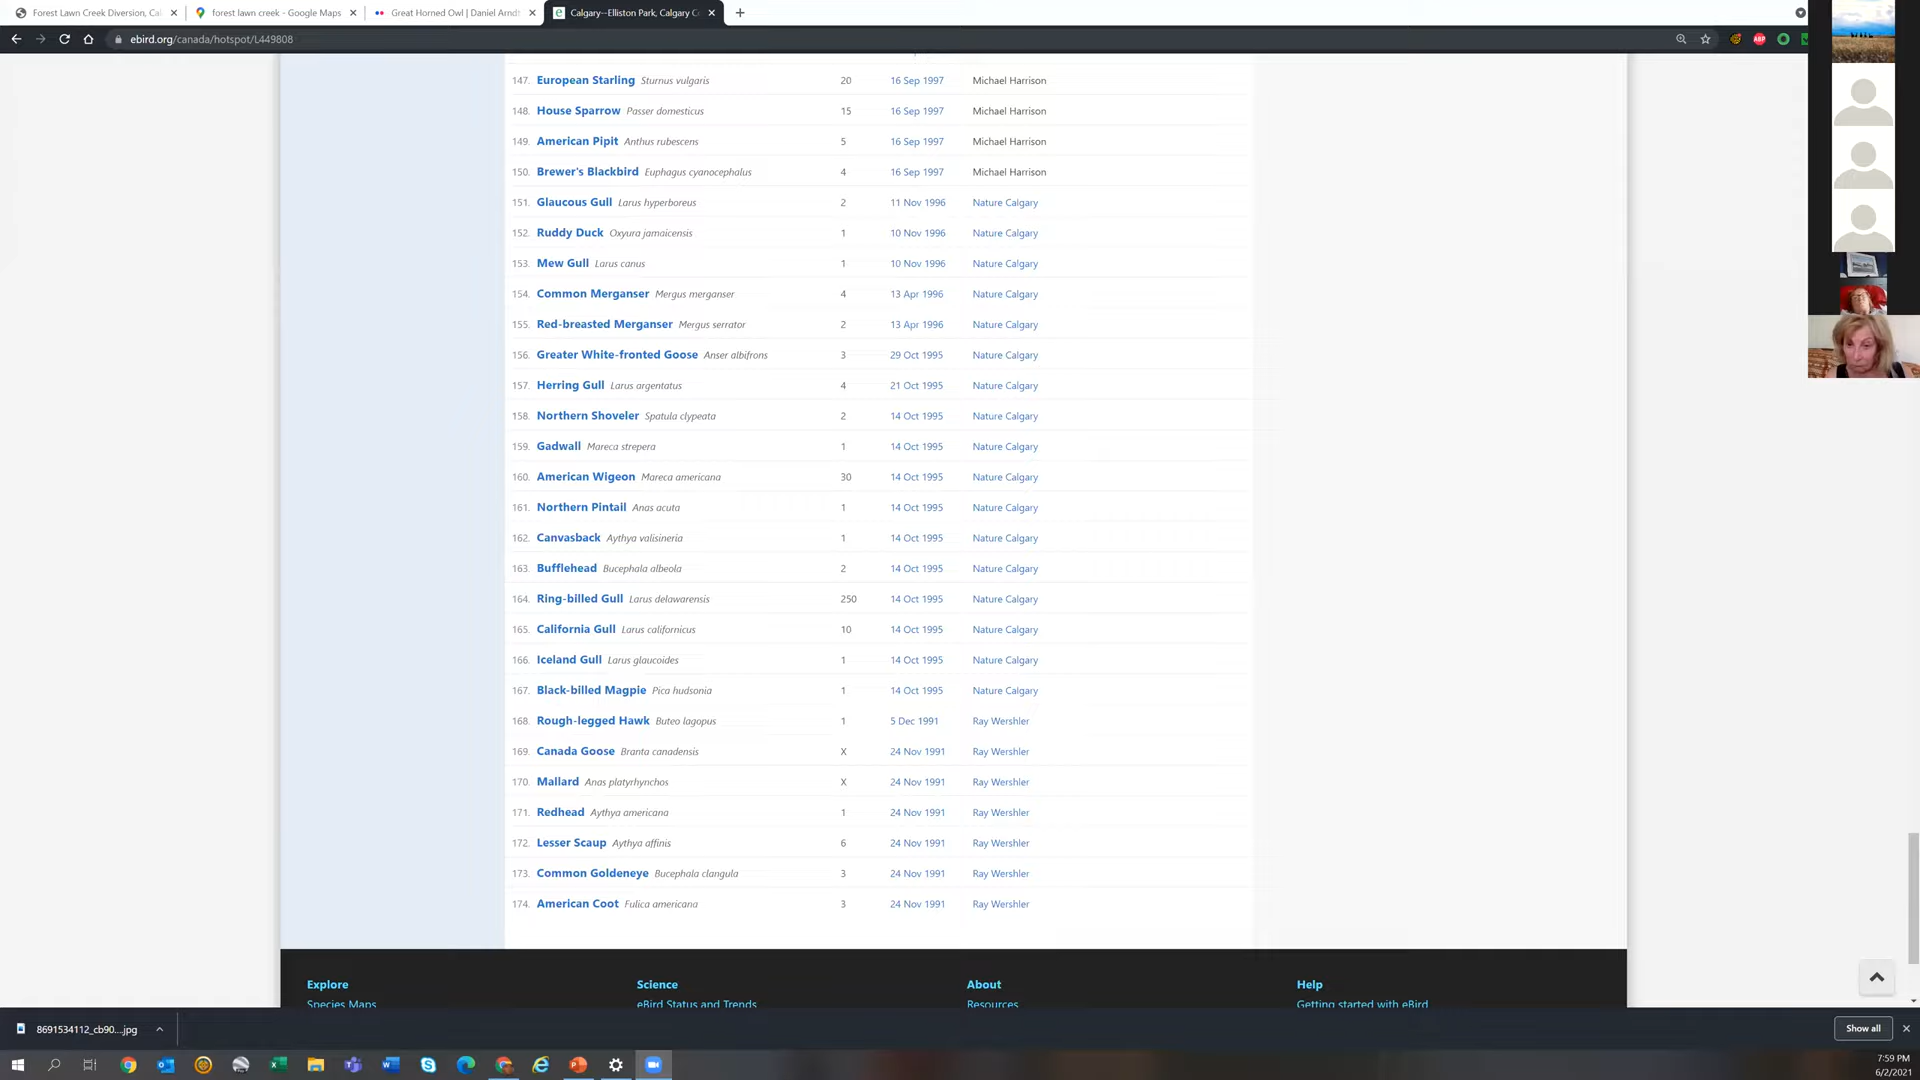 Forest Lawn Creek Diversion, Ca
forest lawn creek - Google Maps
Great Horned Owl | Daniel Arndt
Calgary--Elliston Park, Calgary C
ebird.org/canada/hotspot/L449808
147. European Starling Sturnus vulgaris 20 16 Sep 1997 Michael Harrison
148. House Sparrow Passer domesticus 15 16 Sep 1997 Michael Harrison
149. American Pipit Anthus rubescens 5 16 Sep 1997 Michael Harrison
150. Brewer's Blackbird Euphagus cyanocephalus 4 16 Sep 1997 Michael Harrison
151. Glaucous Gull Larus hyperboreus 2 11 Nov 1996 Nature Calgary
152. Ruddy Duck Oxyura jamaicensis 1 10 Nov 1996 Nature Calgary
153. Mew Gull Larus canus 1 10 Nov 1996 Nature Calgary
154. Common Merganser Mergus merganser 4 13 Apr 1996 Nature Calgary
155. Red-breasted Merganser Mergus serrator 2 13 Apr 1996 Nature Calgary
156. Greater White-fronted Goose Anser albifrons 3 29 Oct 1995 Nature Calgary
157. Herring Gull Larus argentatus 4 21 Oct 1995 Nature Calgary
158. Northern Shoveler Spatula clypeata 2 14 Oct 1995 Nature Calgary
159. Gadwall Mareca strepera 1 14 Oct 1995 Nature Calgary
160. American Wigeon Mareca americana 30 14 Oct 1995 Nature Calgary
161. Northern Pintail Anas acuta 1 14 Oct 1995 Nature Calgary
162. Canvasback Aythya valisineria 1 14 Oct 1995 Nature Calgary
163. Bufflehead Bucephala albeola 2 14 Oct 1995 Nature Calgary
164. Ring-billed Gull Larus delawarensis 250 14 Oct 1995 Nature Calgary
165. California Gull Larus californicus 10 14 Oct 1995 Nature Calgary
166. Iceland Gull Larus glaucoides 1 14 Oct 1995 Nature Calgary
167. Black-billed Magpie Pica hudsonia 1 14 Oct 1995 Nature Calgary
168. Rough-legged Hawk Buteo lagopus 1 5 Dec 1991 Ray Wershler
169. Canada Goose Branta canadensis X 24 Nov 1991 Ray Wershler
170. Mallard Anas platyrhynchos X 24 Nov 1991 Ray Wershler
171. Redhead Aythya americana 1 24 Nov 1991 Ray Wershler
172. Lesser Scaup Aythya affinis 6 24 Nov 1991 Ray Wershler
173. Common Goldeneye Bucephala clangula 3 24 Nov 1991 Ray Wershler
174. American Coot Fulica americana 3 24 Nov 1991 Ray Wershler
Explore Science About Help
Species Maps eBird Status and Trends Resources Getting started with eBird
8691534112_cb90....jpg
Show all
7:59 PM
6/2/2021